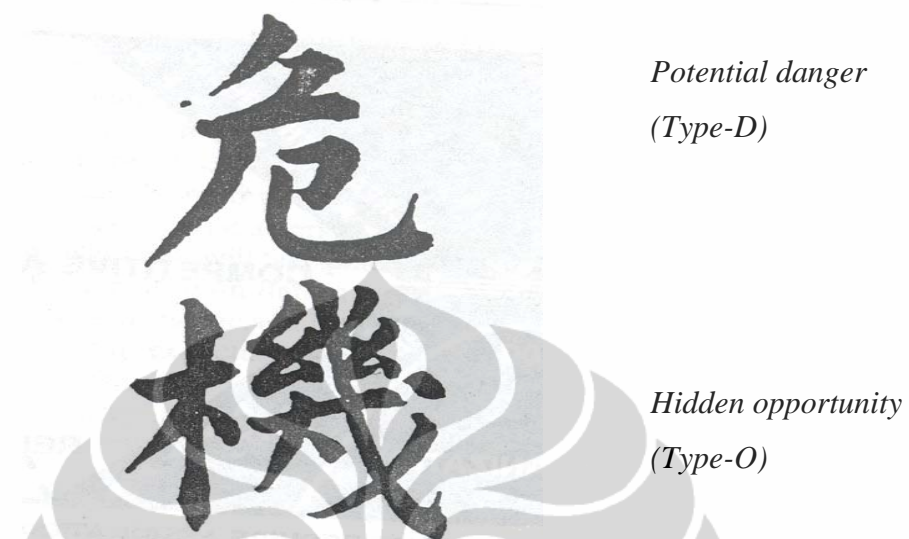 危
Potential danger
(Type-D)
機
Hidden opportunity
(Type-O)